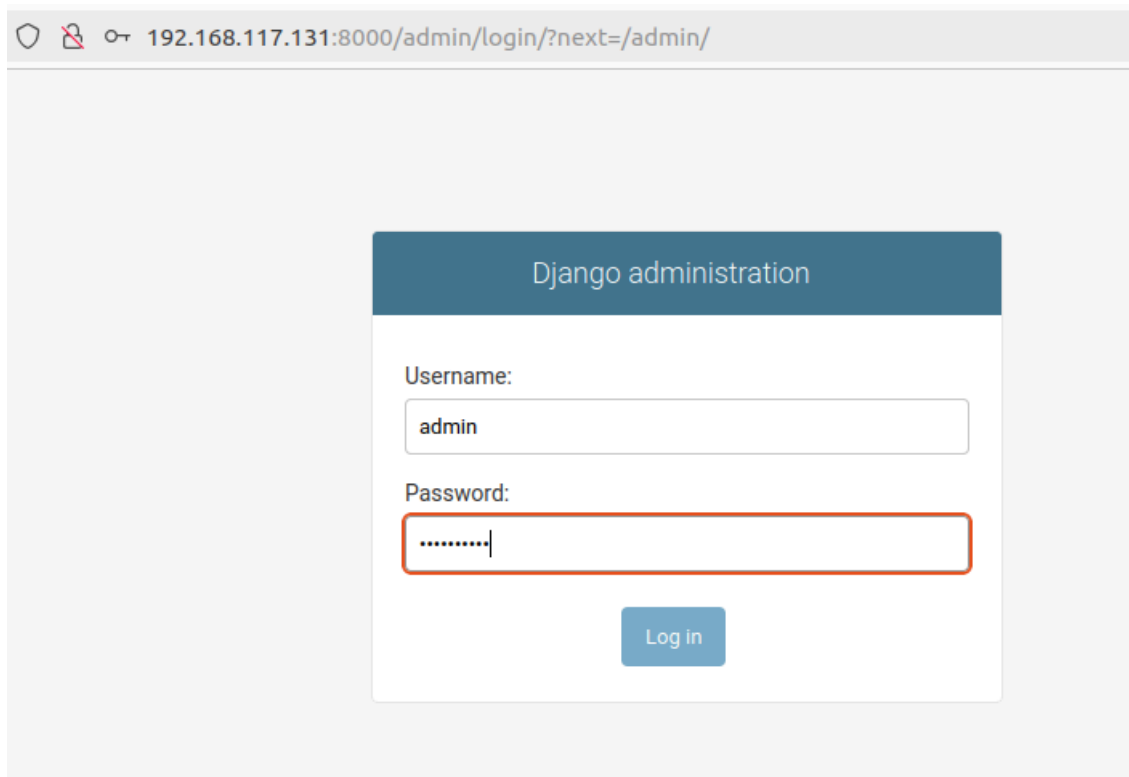 192.168.117.131:8000/admin/login/?next=/admin/
Django administration
Username:
admin
Password:
••••••••••
Log in